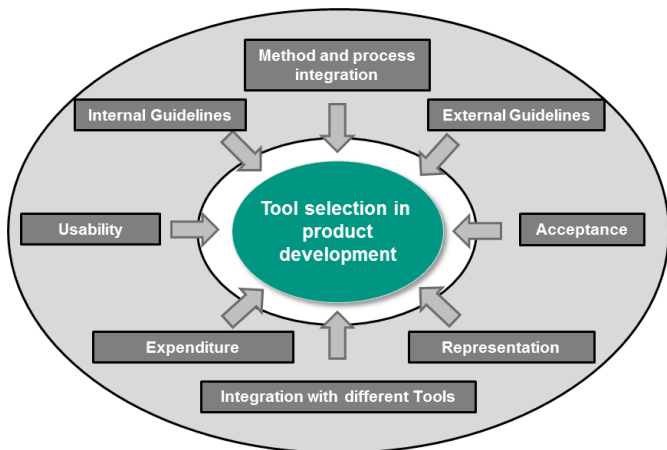 Method and process
integration
Internal Guidelines
External Guidelines
Tool selection in
product
development
Usability
Acceptance
Expenditure
Representation
Integration with different Tools